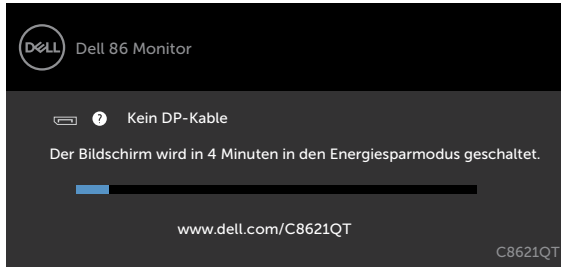 DELL Dell 86 Monitor
? Kein DP-Kable
Der Bildschirm wird in 4 Minuten in den Energiesparmodus geschaltet.
www.dell.com/C8621QT
C8621QT